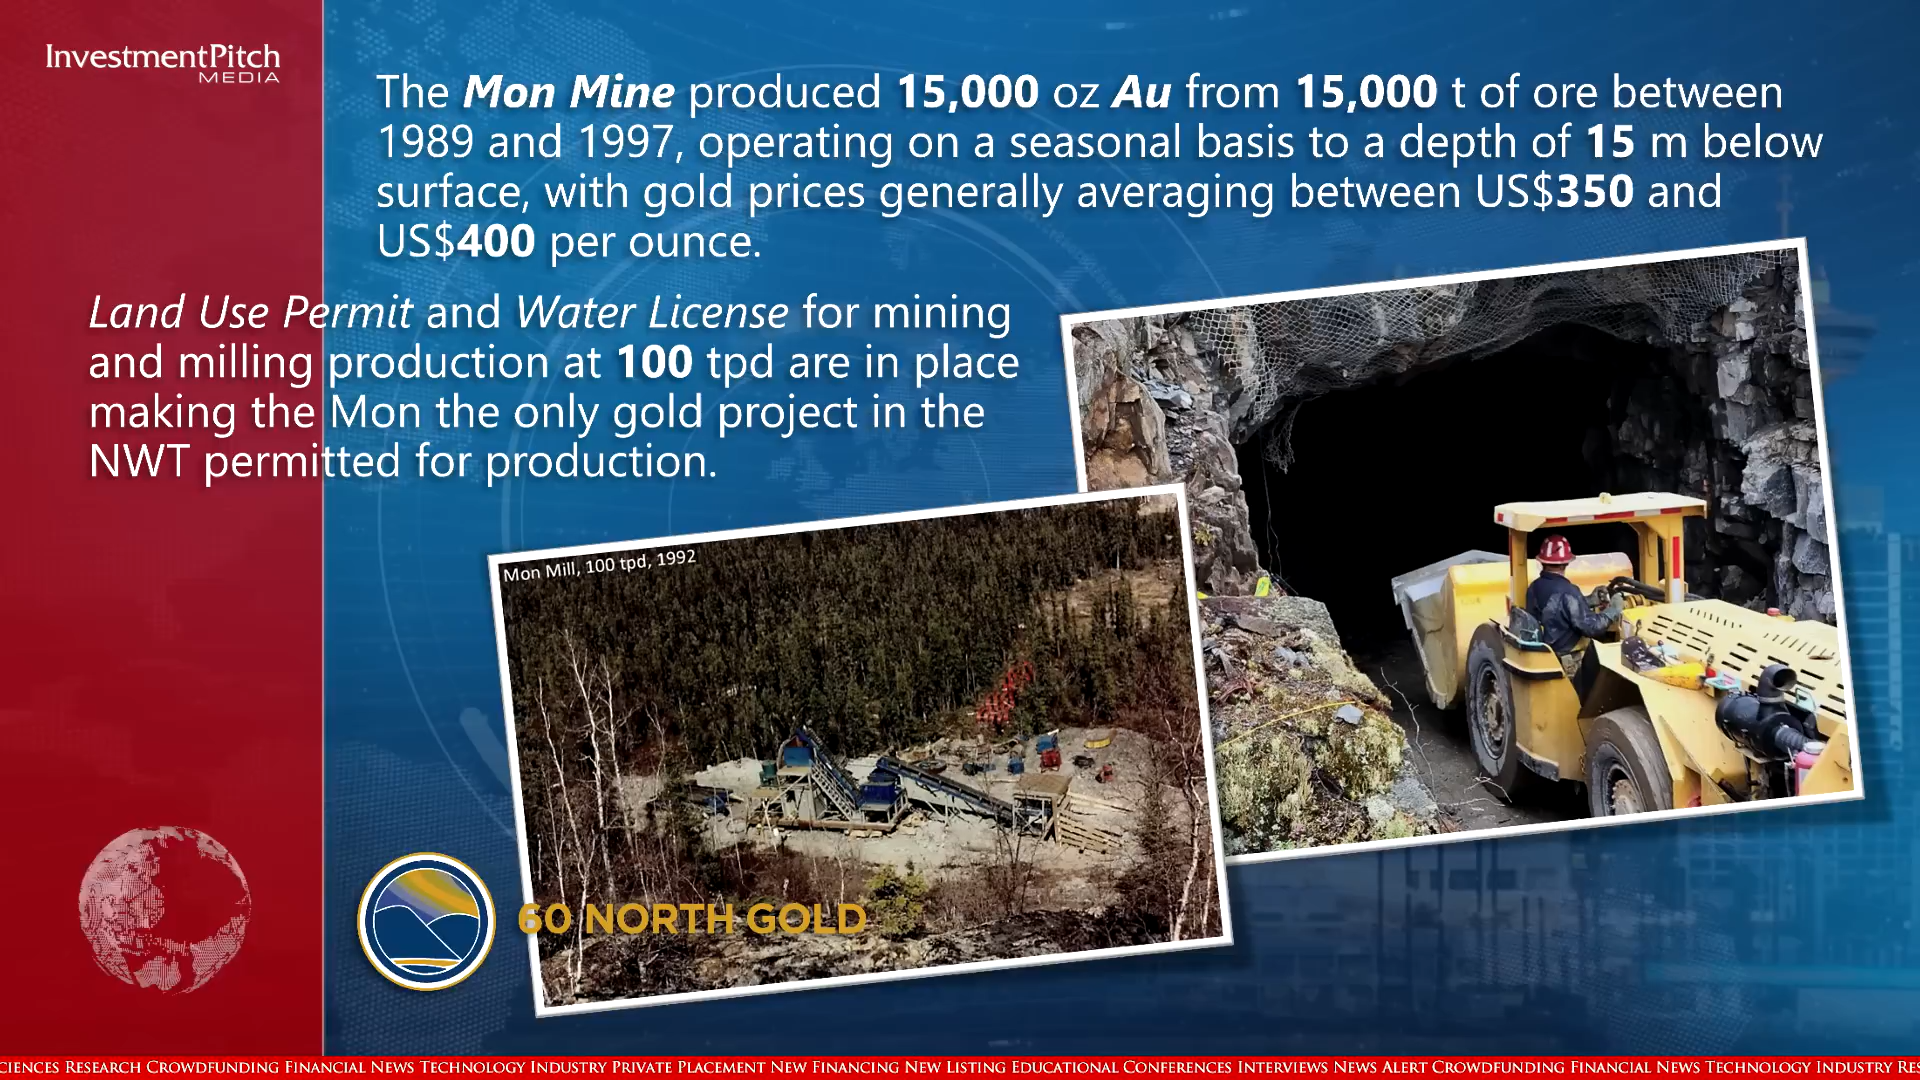 InvestmentPitch
MEDIA
The Mon Mine produced 15,000 oz Au from 15,000 t of ore between
1989 and 1997, operating on a seasonal basis to a depth of 15 m below
surface, with gold prices generally averaging between US$350 and
US$400 per ounce.
Land Use Permit and Water License for mining
and milling production at 100 tpd are in place
making the Mon the only gold project in the
NWT permitted for production.
Mon Mill, 100 tpd, 1992
60 NORTH GOLD
CIENCES RESEARCH CROWDFUNDING FINANCIAL NEWS TECHNOLOGY INDUSTRY PRIVATE PLACEMENT NEW FINANCING NEW LISTING EDUCATIONAL CONFERENCES INTERVIEWS NEWS ALERT CROWDFUNDING FINANCIAL NEWS TECHNOLOGY INDUSTRY RES